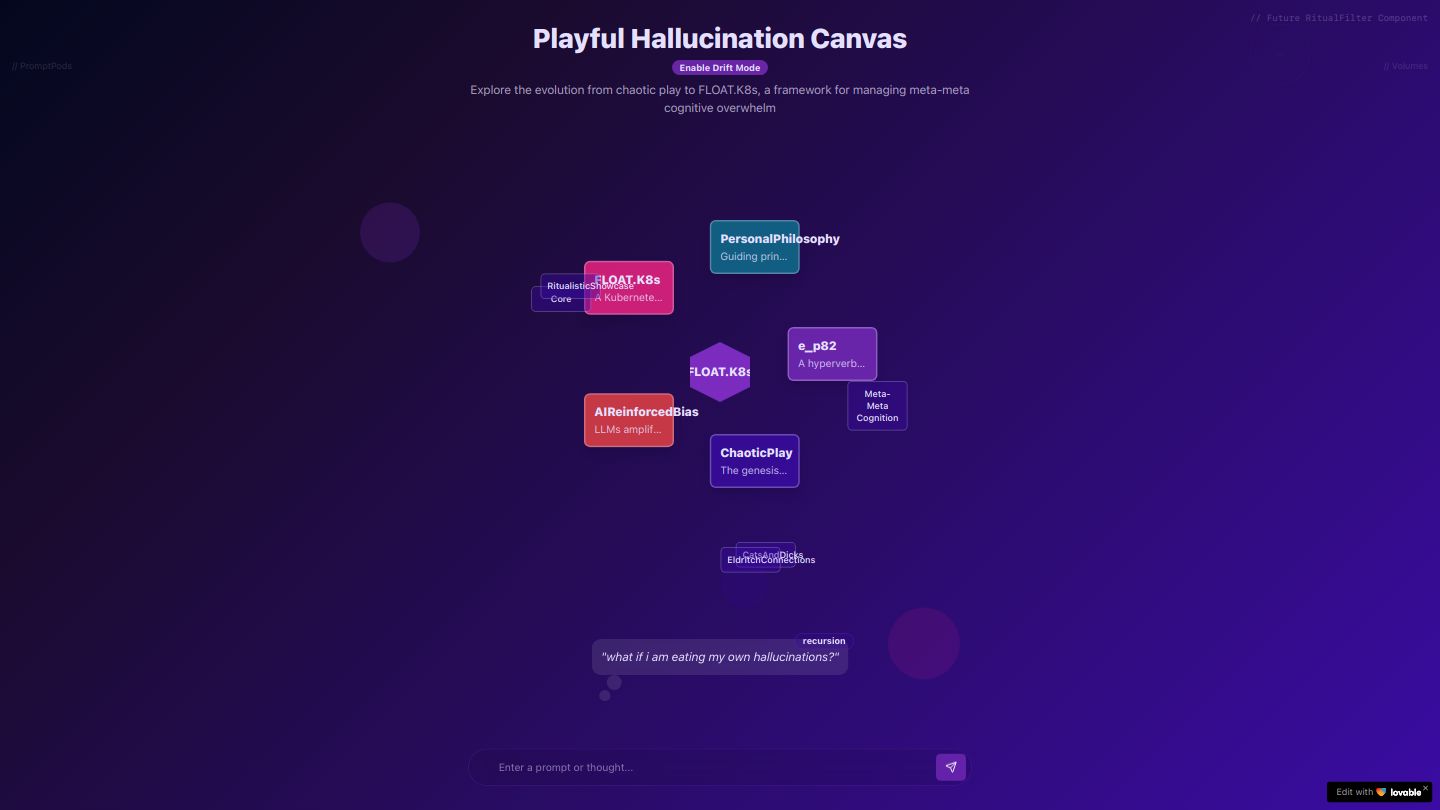 // Future RitualFilter Component
Playful Hallucination Canvas
// PromptPods
Enable Drift Mode
// Volumes
Explore the evolution from chaotic play to FLOAT.K8s, a framework for managing meta-meta
cognitive overwhelm
PersonalPhilosophy
Guiding prin...
FLOAT.K8s
A Kubernete...
RitualisticShowcase
Core
e_p82
A hyperverb...
FLOAT.K8s
Meta-
Meta
Cognition
AIReinforcedBias
LLMs amplif...
ChaoticPlay
The genesis...
CatsAndDicks
EldritchConnections
recursion
"what if i am eating my own hallucinations?"
Enter a prompt or thought...
Edit with lovable